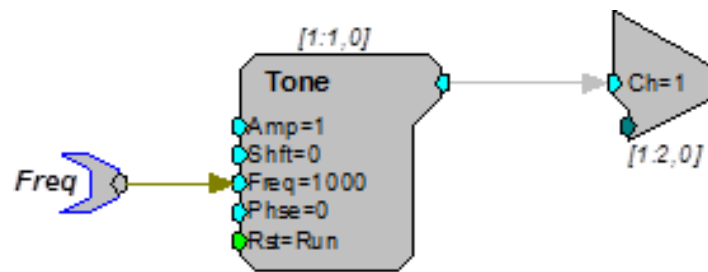 [1:1,0]
Tone
Amp=1
Shft=0
Freq
Freq=1000
Phse=0
Rst=Run
Ch=1
[1:2,0]